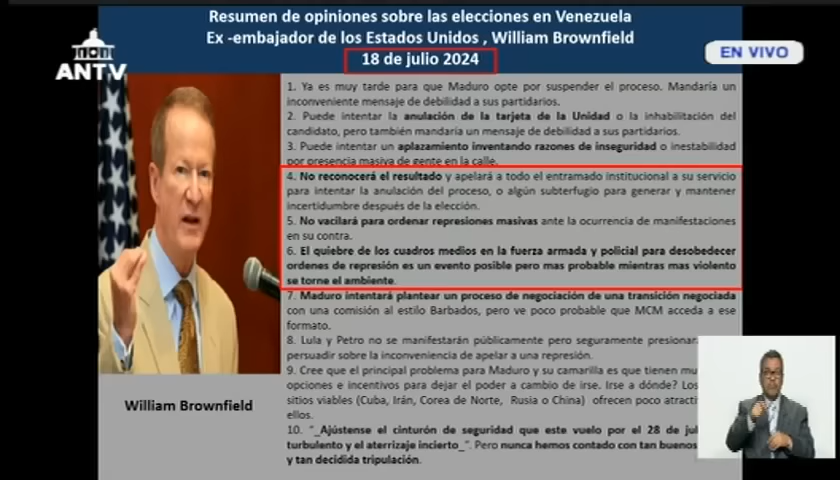 Resumen de opiniones sobre las elecciones en Venezuela
Ex -embajador de los Estados Unidos , William Brownfield
18 de julio 2024
ANTV
EN VIVO
1. Ya es muy tarde para que Maduro opte por suspender el proceso. Mandaría un
inconveniente mensaje de debilidad a sus partidarios.
2. Puede intentar la anulación de la tarjeta de la Unidad o la inhabilitación del
candidato, pero también mandaría un mensaje de debilidad a sus partidarios.
3. Puede intentar un aplazamiento inventando razones de inseguridad o inestabilidad
por presencia masiva de gente en la calle.
4. No reconocerá el resultado y apelará a todo el entramado institucional a su servicio
para intentar la anulación del proceso, o algún subterfugio para generar y mantener
incertidumbre después de la elección.
5. No vacilará para ordenar represiones masivas ante la ocurrencia de manifestaciones
en su contra.
6. El quiebre de los cuadros medios en la fuerza armada y policial para desobedecer
ordenes de represión es un evento posible pero mas probable mientras mas violento
se torne el ambiente.
7. Maduro intentará plantear un proceso de negociación de una transición negociada
con una comisión al estilo Barbados, pero ve poco probable que MCM acceda a ese
formato.
8. Lula y Petro no se manifestarán públicamente pero seguramente presionar
persuadir sobre la inconveniencia de apelar a una represión.
9. Cree que el principal problema para Maduro y su camarilla es que tienen mu
opciones e incentivos para dejar el poder a cambio de irse. Irse a dónde? Los
sitios viables (Cuba, Irán, Corea de Norte, Rusia o China) ofrecen poco atract
ellos.
10. "_Ajústense el cinturón de seguridad que este vuelo por el 28 de jul
turbulento y el aterrizaje incierto_". Pero nunca hemos contado con tan buenos
y tan decidida tripulación.
William Brownfield